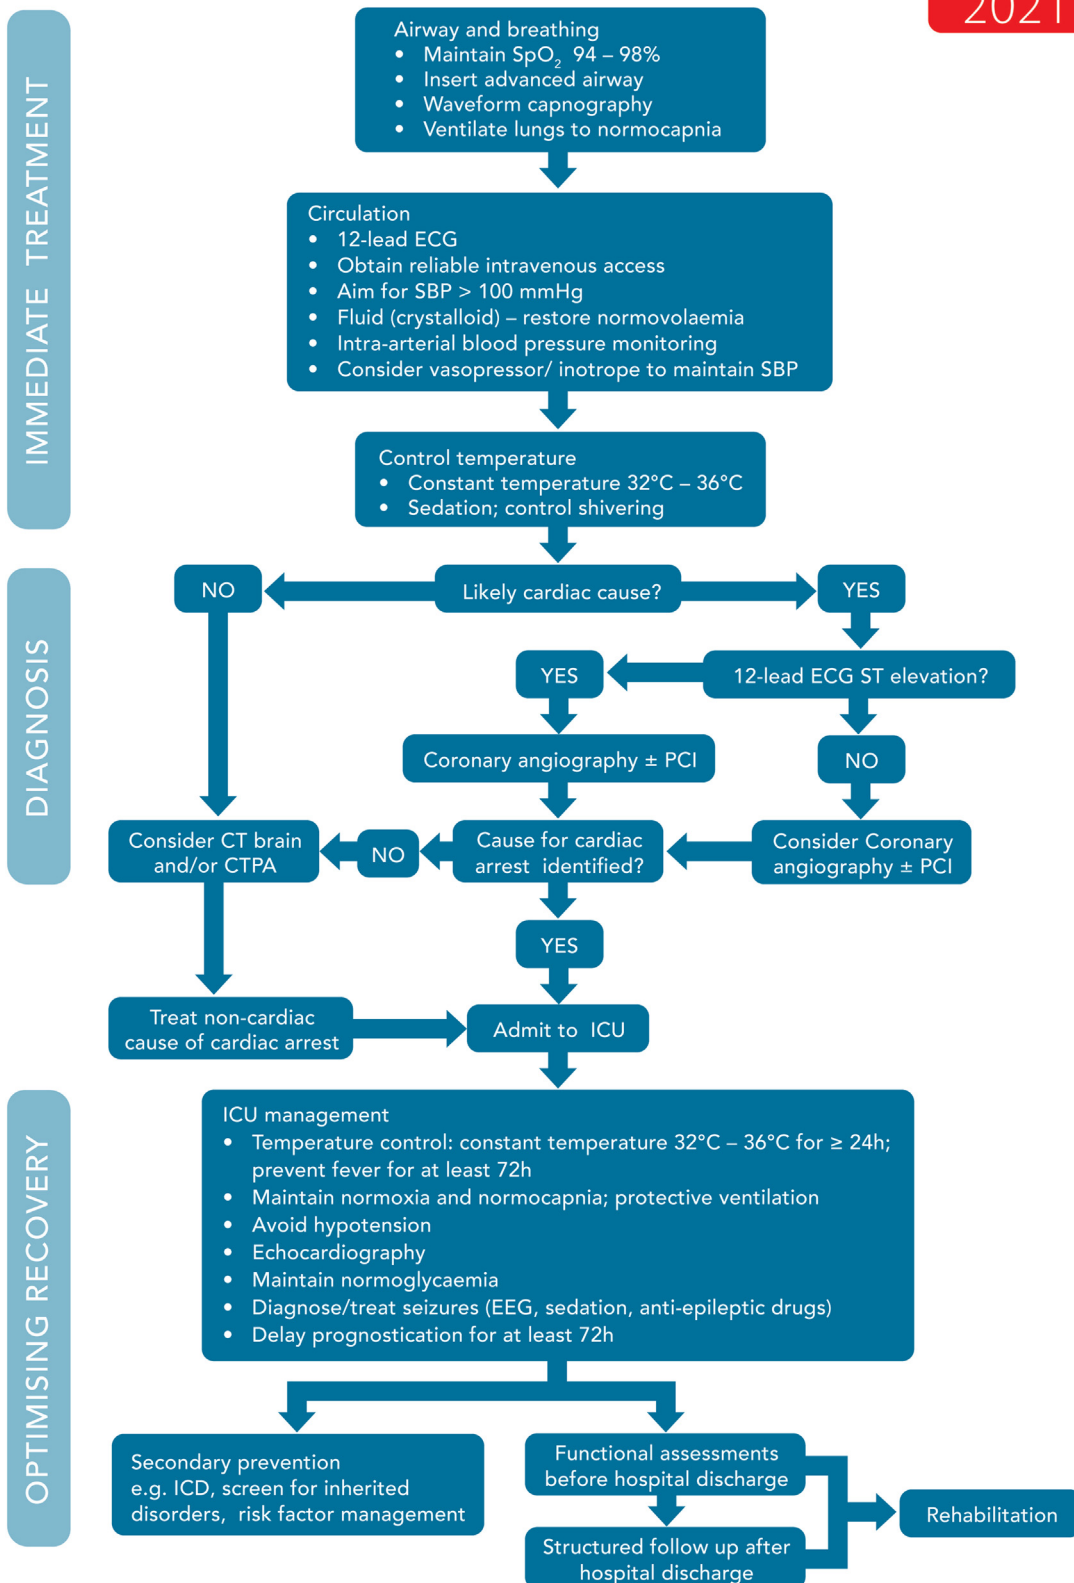 2021
IMMEDIATE TREATMENT
Airway and breathing
• Maintain SpO₂ 94 – 98%
• Insert advanced airway
• Waveform capnography
• Ventilate lungs to normocapnia
Circulation
• 12-lead ECG
• Obtain reliable intravenous access
• Aim for SBP > 100 mmHg
• Fluid (crystalloid) – restore normovolaemia
• Intra-arterial blood pressure monitoring
• Consider vasopressor/ inotrope to maintain SBP
Control temperature
• Constant temperature 32°C – 36°C
• Sedation; control shivering
DIAGNOSIS
NO
Likely cardiac cause?
YES
YES
12-lead ECG ST elevation?
Coronary angiography ± PCI
NO
Consider CT brain
and/or CTPA
NO
Cause for cardiac
arrest identified?
Consider Coronary
angiography ± PCI
YES
Treat non-cardiac
cause of cardiac arrest
Admit to ICU
OPTIMISING RECOVERY
ICU management
• Temperature control: constant temperature 32°C – 36°C for ≥ 24h;
prevent fever for at least 72h
• Maintain normoxia and normocapnia; protective ventilation
• Avoid hypotension
• Echocardiography
• Maintain normoglycaemia
• Diagnose/treat seizures (EEG, sedation, anti-epileptic drugs)
• Delay prognostication for at least 72h
Secondary prevention
e.g. ICD, screen for inherited
disorders, risk factor management
Functional assessments
before hospital discharge
Structured follow up after
hospital discharge
Rehabilitation